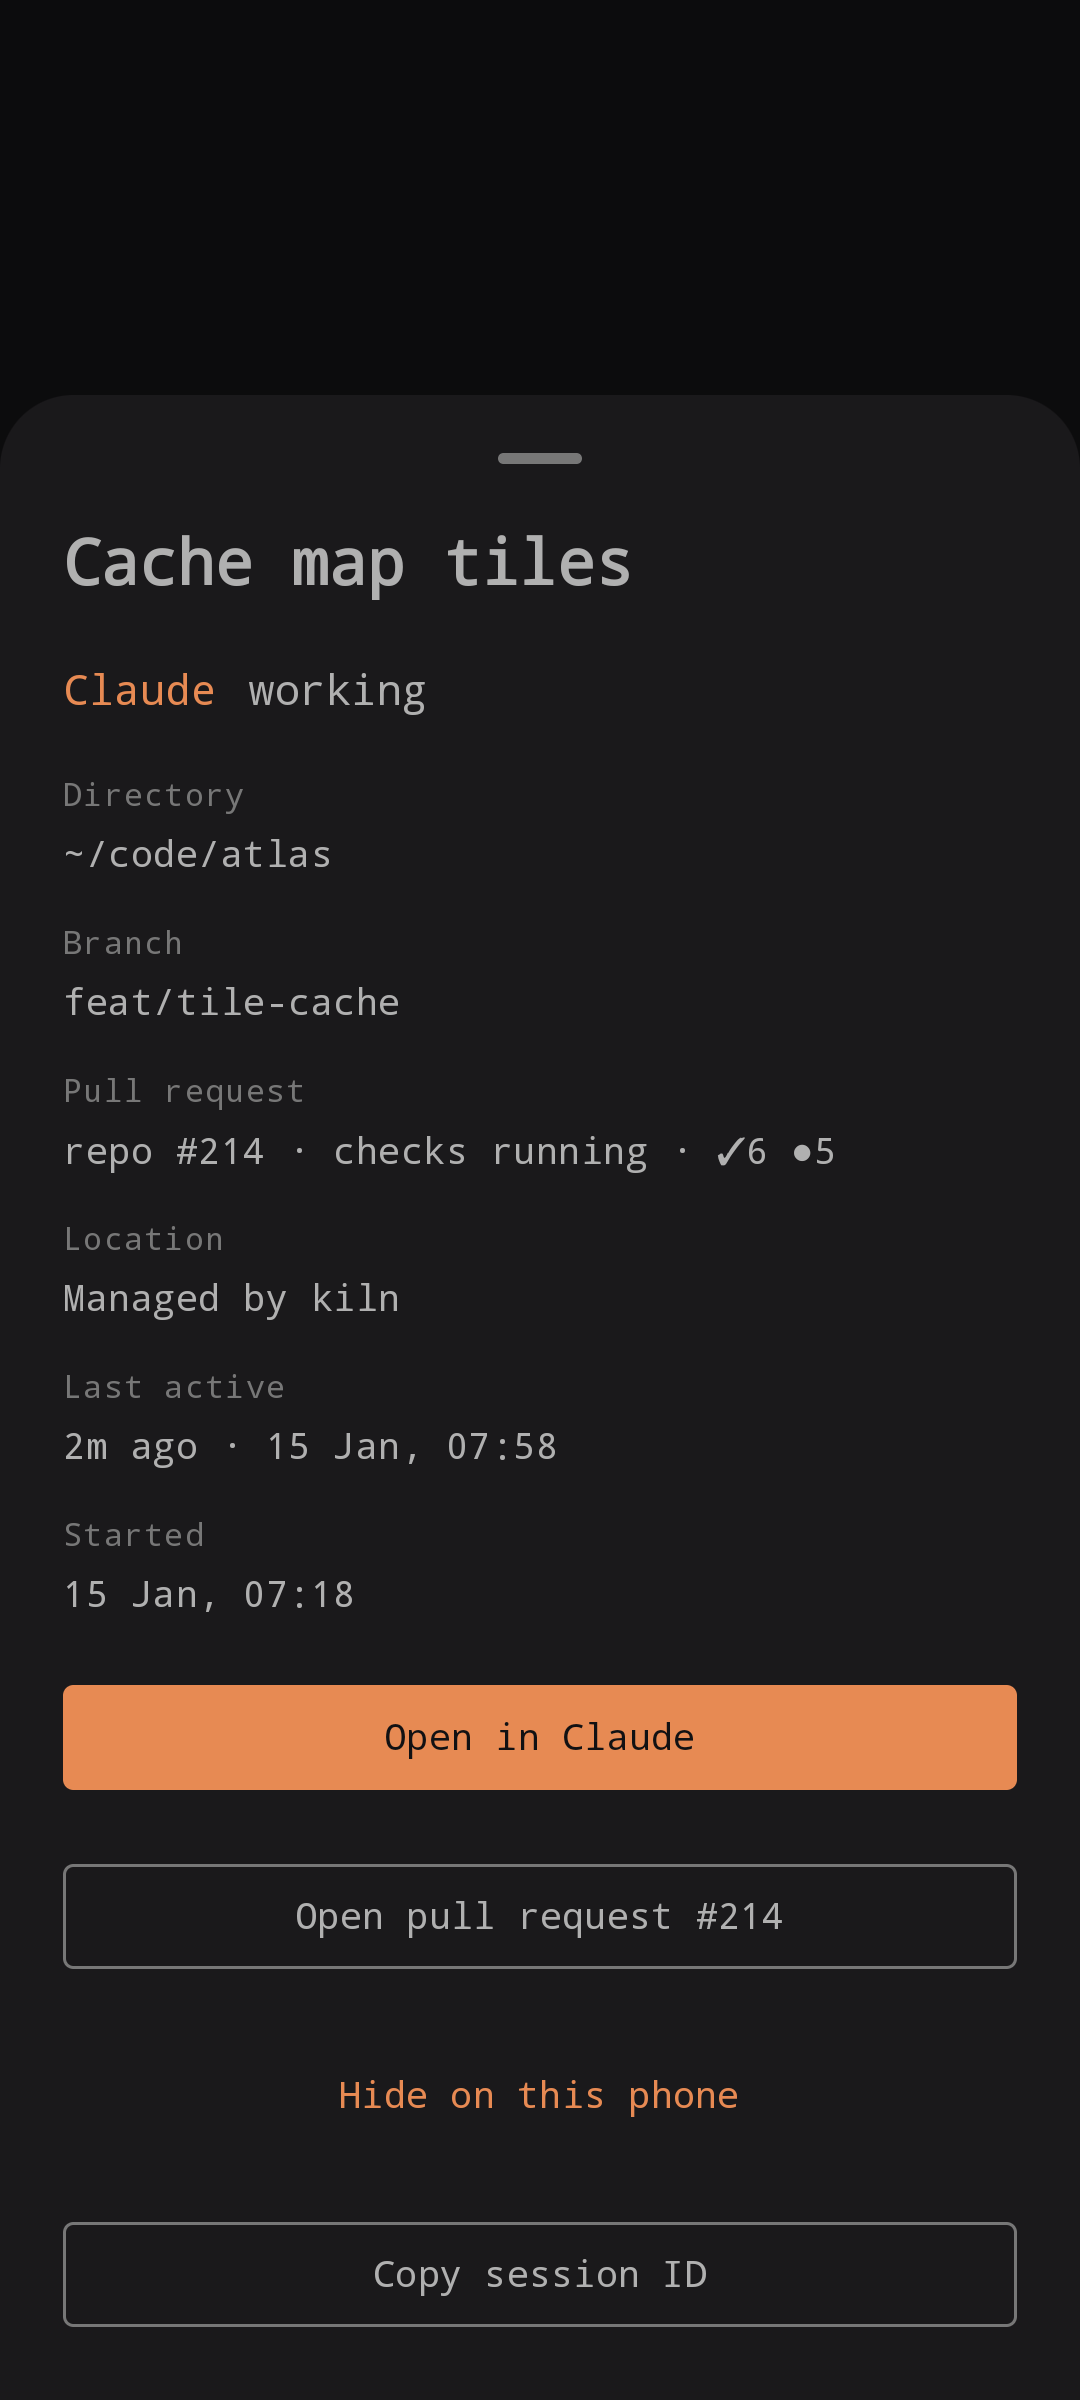 Cache map tiles
Claude working
Directory
~/code/atlas
Branch
feat/tile-cache
Pull request
repo #214 · checks running · ✓6 ●5
Location
Managed by kiln
Last active
2m ago · 15 Jan, 07:58
Started
15 Jan, 07:18
Open in Claude
Open pull request #214
Hide on this phone
Copy session ID